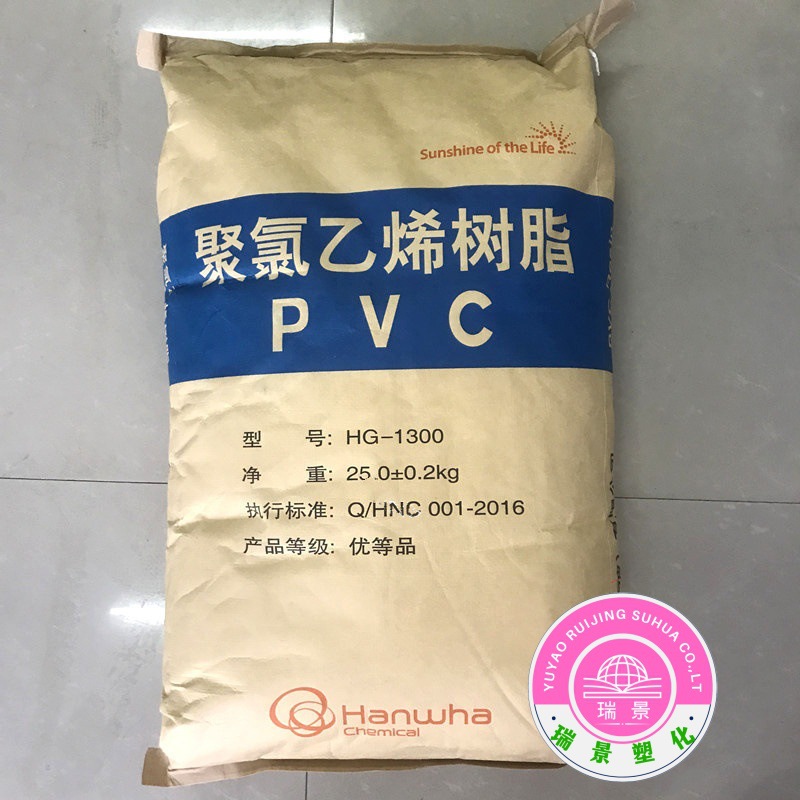 Sunshine of the Life
聚氯乙烯树脂
PVC
型 号: HG-1300
净 重: 25.0±0.2kg
执行标准: Q/HNC 001-2016
产品等级: 优等品
Hanwha
Chemical
YUYAO RUIJING SUHUA CO.,LT
瑞景
·瑞景塑化·